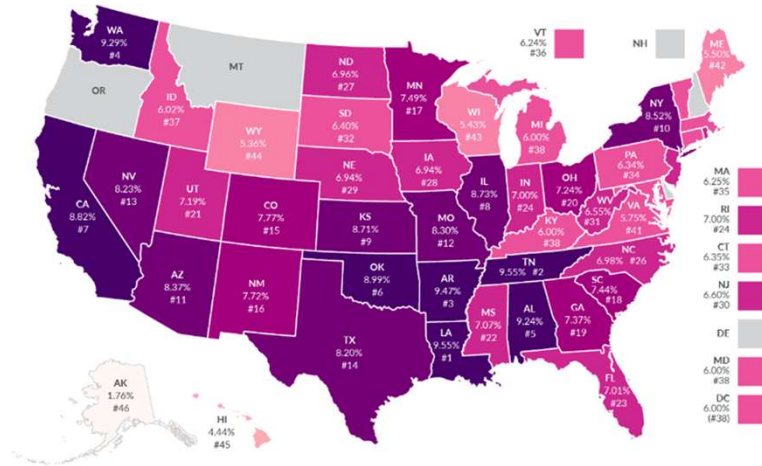 WA
9.29%
#4
OR
MT
ID
6.02%
#37
WY
5.36%
#44
CA
8.82%
#7
NV
8.23%
#13
UT
7.19%
#21
CO
7.77%
#15
AZ
8.37%
#11
NM
7.72%
#16
ND
6.96%
#27
SD
6.40%
#32
NE
6.94%
#29
KS
8.71%
#9
OK
8.99%
#6
TX
8.20%
#14
MN
7.49%
#17
IA
6.94%
#28
MO
8.30%
#12
AR
9.47%
#3
LA
9.55%
#1
WI
5.43%
#43
IL
8.73%
#8
MI
6.00%
#38
IN
7.00%
#24
OH
7.24%
#20
KY
6.00%
#38
TN
9.55% #2
MS
7.07%
#22
AL
9.24%
#5
GA
7.37%
#19
FL
7.01%
#23
SC
7.44%
#18
NC
6.98% #26
VA
5.75%
#41
WV
6.55%
#31
PA
6.34%
#34
NY
8.52%
#10
ME
5.50%
#42
VT
6.24%
#36
NH
MA
6.25%
#35
RI
7.00%
#24
CT
6.35%
#33
NJ
6.60%
#30
DE
MD
6.00%
#38
DC
6.00%
(#38)
AK
1.76%
#46
HI
4.44%
#45